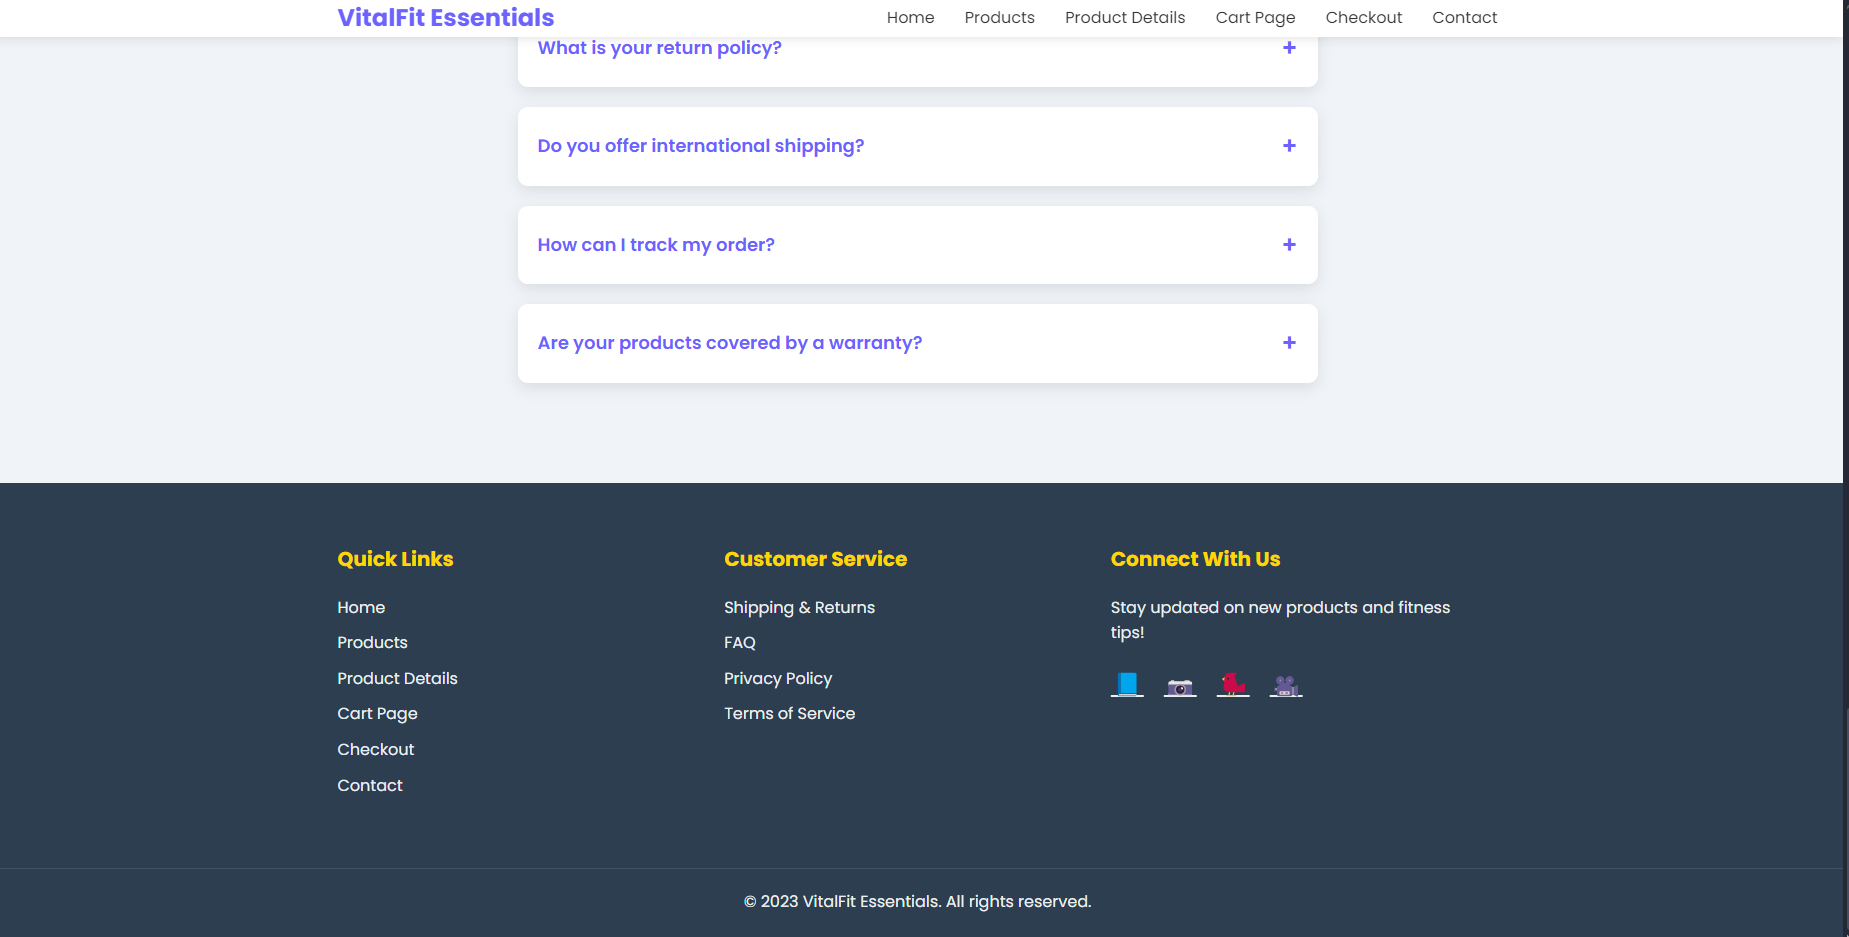 VitalFit Essentials
Home
Products
Product Details
Cart Page
Checkout
Contact
What is your return policy?
+
Do you offer international shipping?
+
How can I track my order?
+
Are your products covered by a warranty?
+
Quick Links
Home
Products
Product Details
Cart Page
Checkout
Contact
Customer Service
Shipping & Returns
FAQ
Privacy Policy
Terms of Service
Connect With Us
Stay updated on new products and fitness
tips!
© 2023 VitalFit Essentials. All rights reserved.